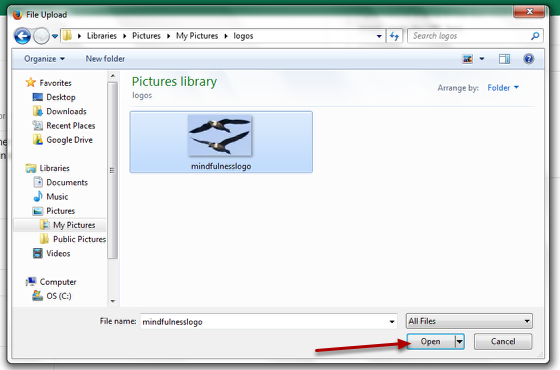 File Upload
Libraries
Pictures
My Pictures
logos
Search logos
Organize
New folder
Favorites
Desktop
Downloads
Recent Places
Google Drive
Libraries
Documents
Music
Pictures
My Pictures
Public Pictures
Videos
Computer
OS (C:)
Pictures library
logos
Arrange by: Folder
mindfulnesslogo
File name: mindfulnesslogo
All Files
Open
Cancel